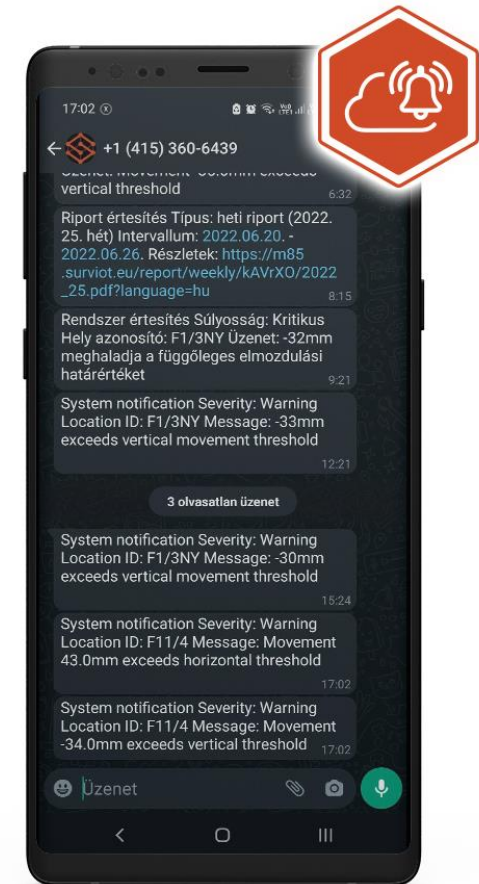 17:02
+1 (415) 360-6439
vertical threshold
6:32
Riport értesítés Típus: heti riport (2022.
25. hét) Intervallum: 2022.06.20. -
2022.06.26. Részletek: https://m85
.surviot.eu/report/weekly/kAVrXO/2022
_25.pdf?language=hu
8:15
Rendszer értesítés Súlyosság: Kritikus
Hely azonosító: F1/3NY Üzenet: -32mm
meghaladja a függőleges elmozdulási
határértéket
9:21
System notification Severity: Warning
Location ID: F1/3NY Message: -33mm
exceeds vertical movement threshold
12:21
3 olvasatlan üzenet
System notification Severity: Warning
Location ID: F1/3NY Message: -30mm
exceeds vertical movement threshold
15:24
System notification Severity: Warning
Location ID: F11/4 Message: Movement
43.0mm exceeds horizontal threshold
17:02
System notification Severity: Warning
Location ID: F11/4 Message: Movement
-34.0mm exceeds vertical threshold 17:02
Üzenet